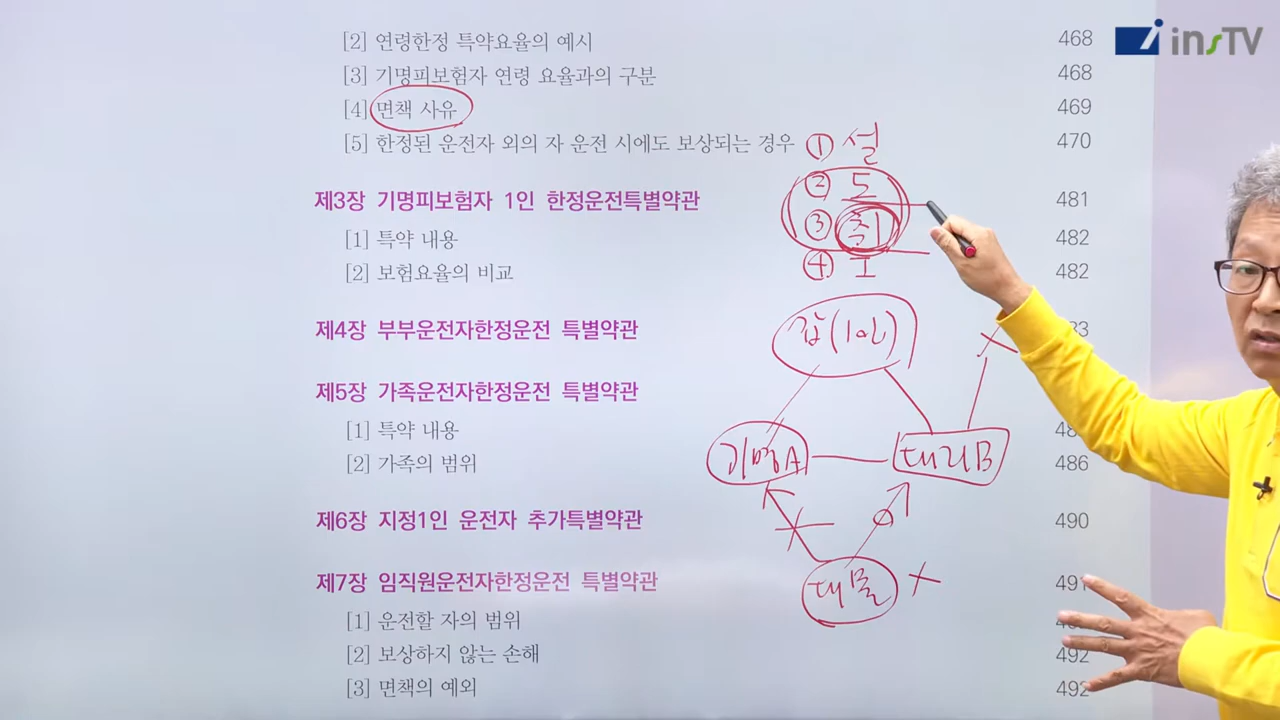 insTV
[2] 연령한정 특약요율의 예시 468
[3] 기명피보험자 연령 요율과의 구분 468
[4] 면책 사유 469
[5] 한정된 운전자 외의 자 운전 시에도 보상되는 경우 470
① 설
② 도
③ 취
④
제3장 기명피보험자 1인 한정운전특별약관 481
[1] 특약 내용 482
[2] 보험요율의 비교 482
갑(1인)
제4장 부부운전자한정운전 특별약관
제5장 가족운전자한정운전 특별약관
[1] 특약 내용
기명A
대리B
[2] 가족의 범위 486
제6장 지정1인 운전자 추가특별약관 490
대물
제7장 임직원운전자한정운전 특별약관 491
[1] 운전할 자의 범위
[2] 보상하지 않는 손해 492
[3] 면책의 예외 492